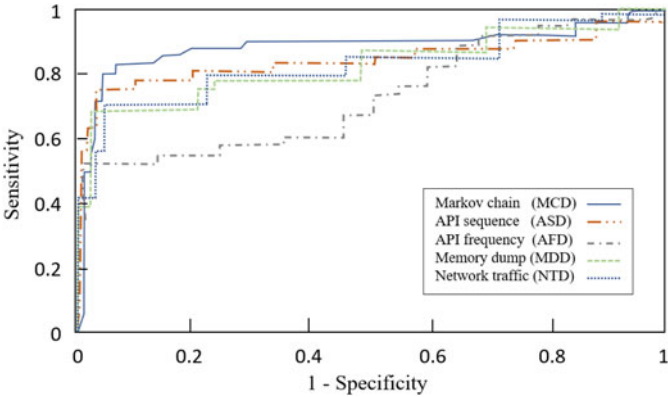 1
0.8
0.6
0.4
0.2
0
Sensitivity
Markov chain (MCD)
API sequence (ASD)
API frequency (AFD)
Memory dump (MDD)
Network traffic (NTD)
0 0.2 0.4 0.6 0.8 1
1 - Specificity